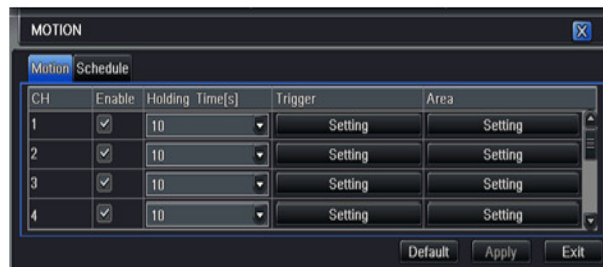 MOTION
Motion Schedule
CH Enable Holding Time[s] Trigger Area
1 10 Setting Setting
2 10 Setting Setting
3 10 Setting Setting
4 10 Setting Setting
Default Apply Exit